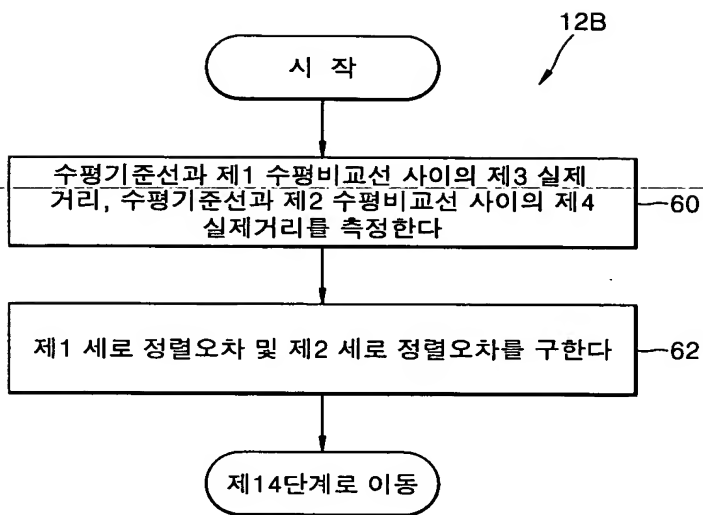 12B
시 작
수평기준선과 제1 수평비교선 사이의 제3 실제
거리, 수평기준선과 제2 수평비교선 사이의 제4
실제거리를 측정한다
60
제1 세로 정렬오차 및 제2 세로 정렬오차를 구한다
62
제14단계로 이동